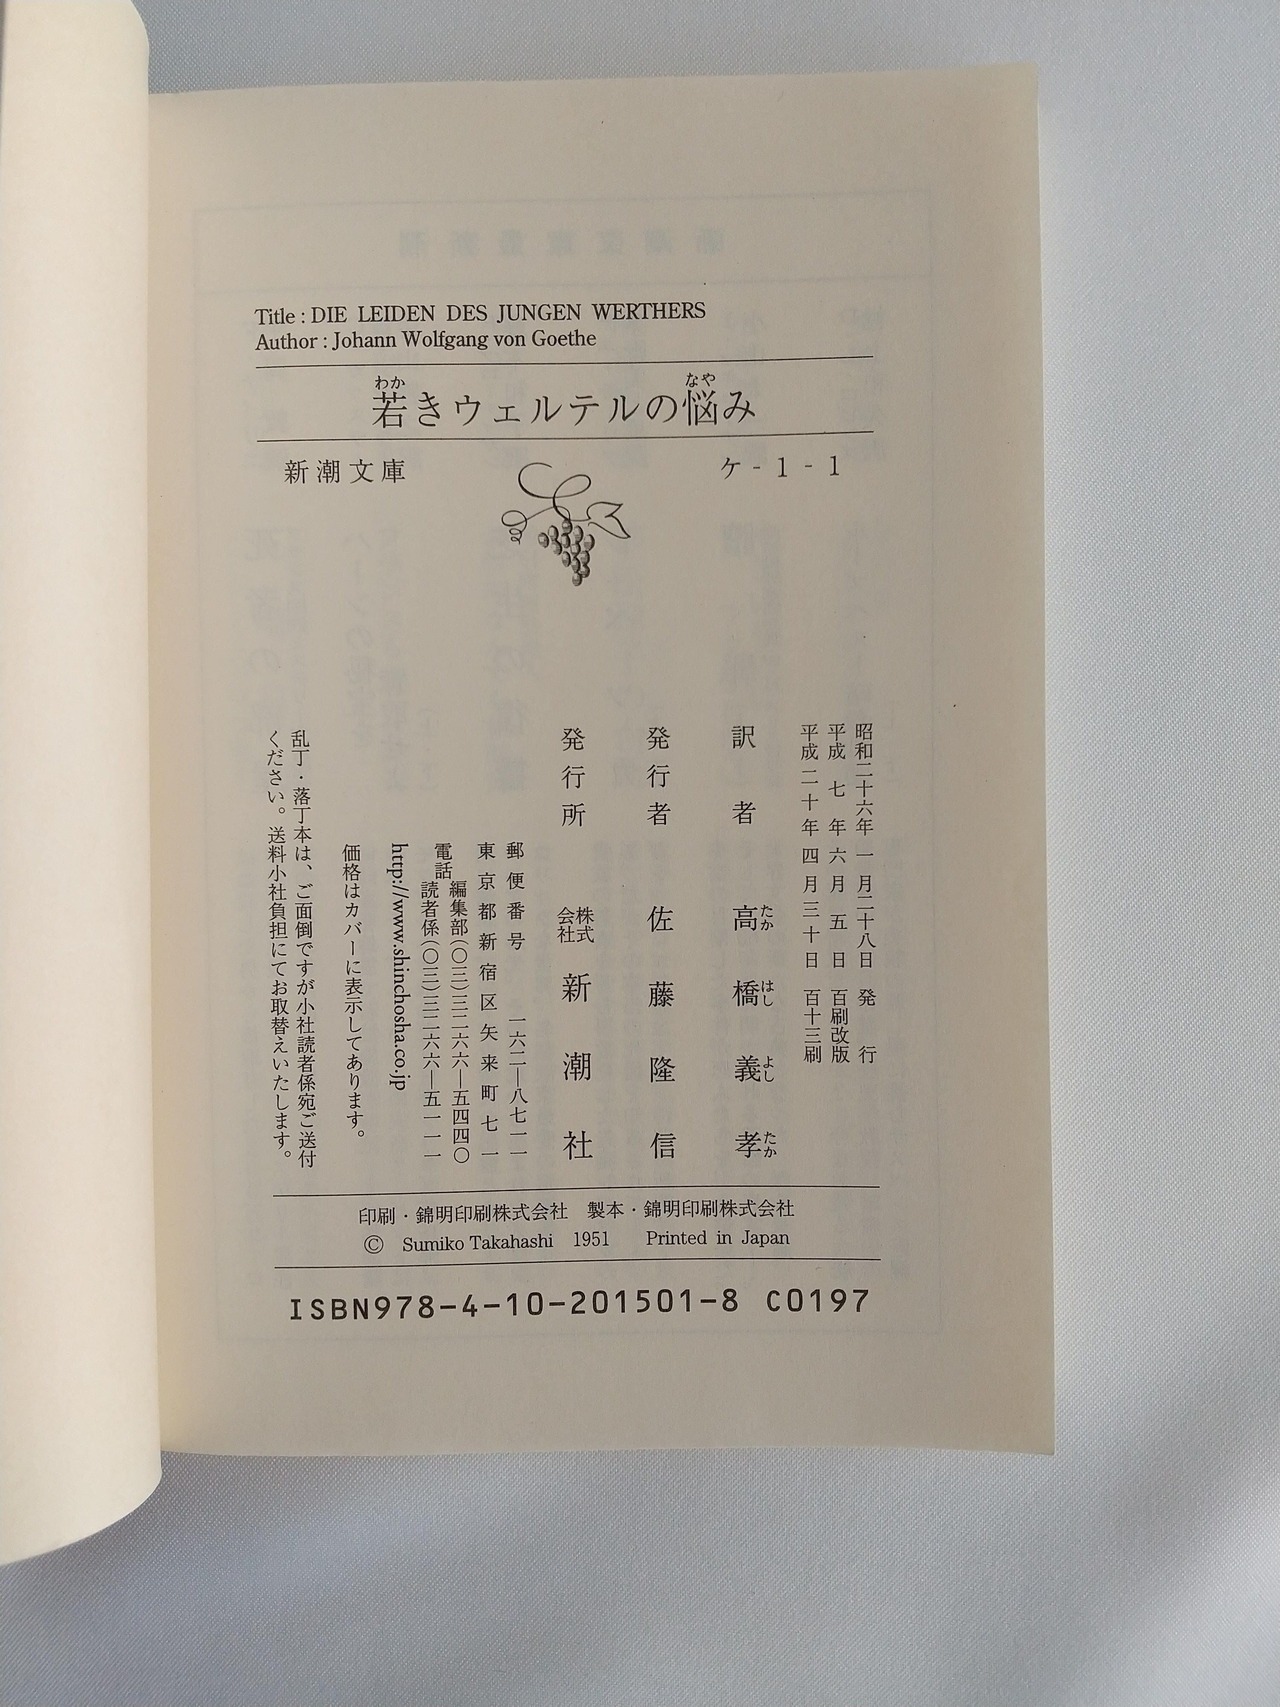 Title : DIE LEIDEN DES JUNGEN WERTHERS
Author : Johann Wolfgang von Goethe
わか なや
若きウェルテルの悩み
新潮文庫 ケ-1-1
昭和二十六年 一月二十八日 発行
平成 七 年 六 月 五 日 百刷改版
平成二十年四月三十日 百十三刷
訳者 高橋義孝
たか はし よし たか
発行者 佐藤隆信
発行所 株式会社 新潮社
郵便番号 一六二―八七一一
東京都新宿区矢来町七一
電話 編集部(〇三)三二六六―五四四〇
読者係(〇三)三二六六―五一一一
http://www.shinchosha.co.jp
価格はカバーに表示してあります。
乱丁・落丁本は、ご面倒ですが小社読者係宛ご送付
ください。送料小社負担にてお取替えいたします。
印刷・錦明印刷株式会社 製本・錦明印刷株式会社
© Sumiko Takahashi 1951 Printed in Japan
ISBN978-4-10-201501-8 C0197